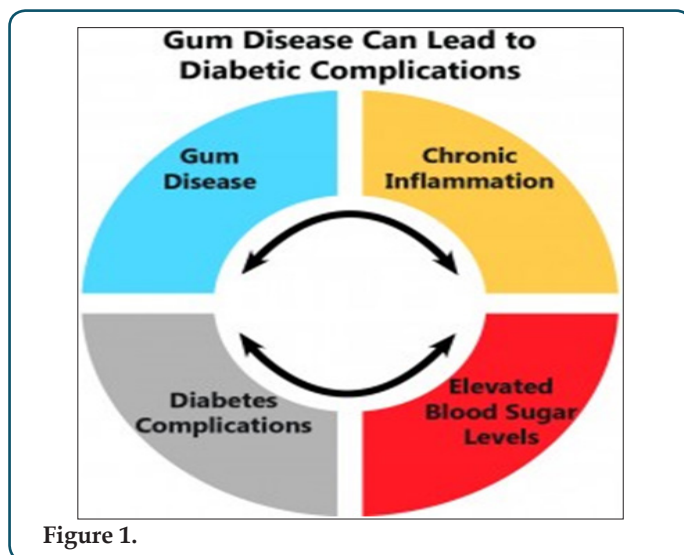 Gum Disease Can Lead to
Diabetic Complications
Gum
Disease
Chronic
Inflammation
Diabetes
Complications
Elevated
Blood Sugar
Levels
Figure 1.